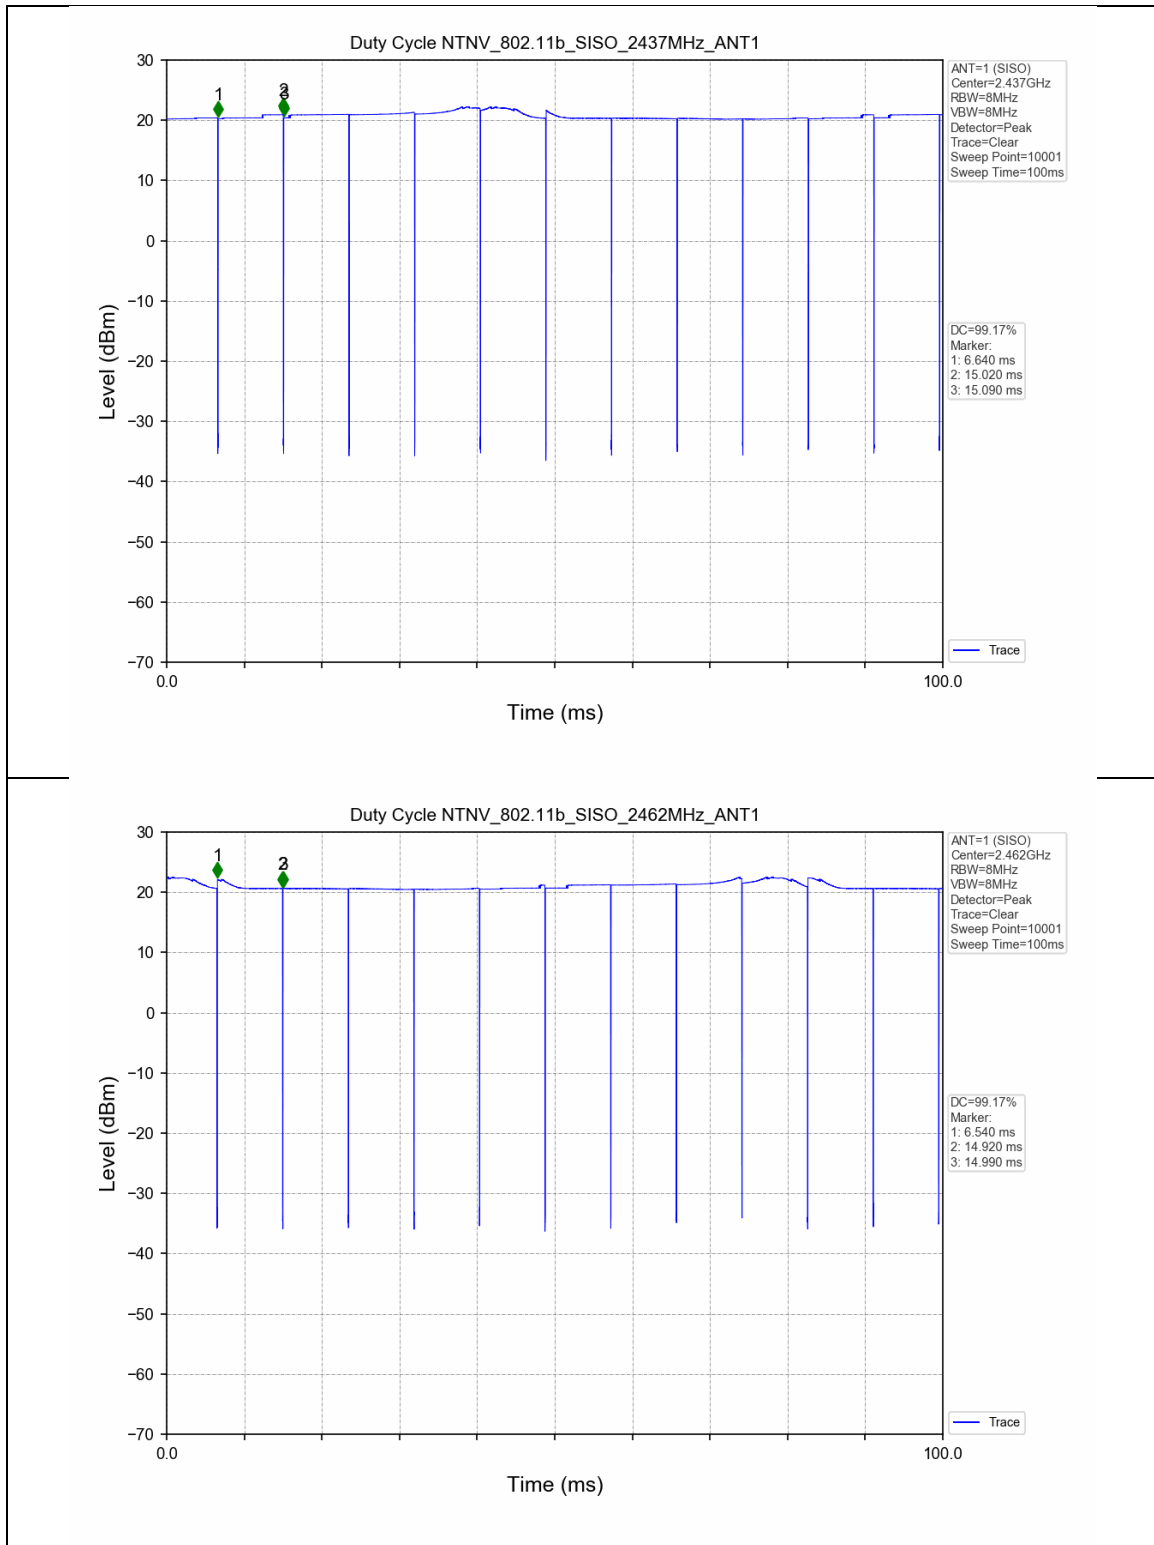 Duty Cycle NTNV_802.11b_SISO_2437MHz_ANT1
ANT=1 (SISO)
Center=2.437GHz
RBW=8MHz
VBW=8MHz
Detector=Peak
Trace=Clear
Sweep Point=10001
Sweep Time=100ms
1
2
3
30
20
10
0
−10
−20
−30
−40
−50
−60
−70
Level (dBm)
DC=99.17%
Marker:
1: 6.640 ms
2: 15.020 ms
3: 15.090 ms
Trace
0.0
100.0
Time (ms)
Duty Cycle NTNV_802.11b_SISO_2462MHz_ANT1
ANT=1 (SISO)
Center=2.462GHz
RBW=8MHz
VBW=8MHz
Detector=Peak
Trace=Clear
Sweep Point=10001
Sweep Time=100ms
1
2
3
30
20
10
0
−10
−20
−30
−40
−50
−60
−70
Level (dBm)
DC=99.17%
Marker:
1: 6.540 ms
2: 14.920 ms
3: 14.990 ms
Trace
0.0
100.0
Time (ms)